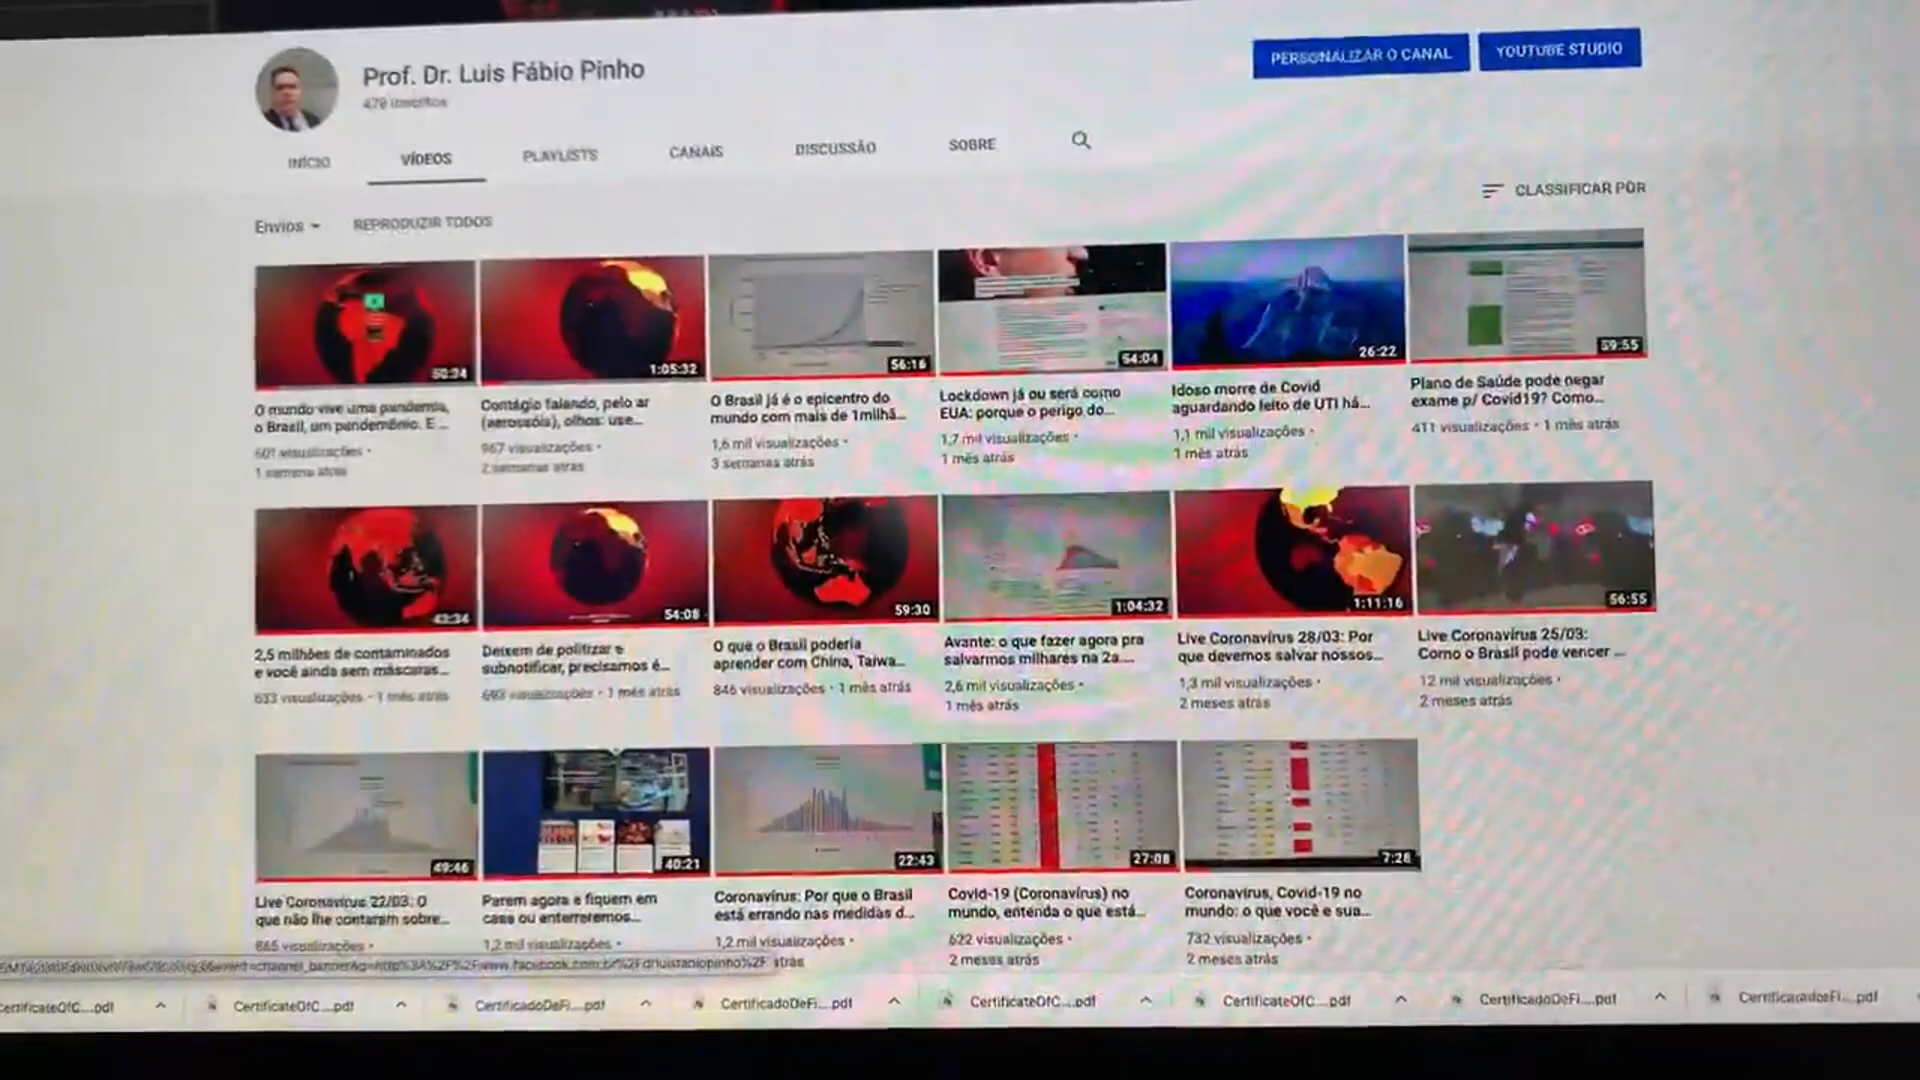 Prof. Dr. Luis Fábio Pinho
PERSONALIZAR O CANAL
YOUTUBE STUDIO
INÍCIO
VÍDEOS
PLAYLISTS
CANAIS
DISCUSSÃO
SOBRE
CLASSIFICAR POR
Envios
REPRODUZIR TODOS
1:05:32
56:16
54:04
26:22
59:55
O mundo vive uma pandemia,
o Brasil, um pandemônio. E ...
601 visualizações •
1 semana atrás
Contágio falando, pelo ar
(aerossóis), olhos: use...
967 visualizações •
2 semanas atrás
O Brasil já é o epicentro do
mundo com mais de 1milhã...
1,6 mil visualizações •
3 semanas atrás
Lockdown já ou será como
EUA: porque o perigo do...
1,7 mil visualizações •
1 mês atrás
Idoso morre de Covid
aguardando leito de UTI há...
1,1 mil visualizações •
1 mês atrás
Plano de Saúde pode negar
exame p/ Covid19? Como...
411 visualizações • 1 mês atrás
54:08
59:30
1:04:32
1:11:16
56:55
2,5 milhões de contaminados
e você ainda sem máscaras...
633 visualizações • 1 mês atrás
Deixem de politizar e
subnotificar, precisamos é...
693 visualizações • 1 mês atrás
O que o Brasil poderia
aprender com China, Taiwa...
846 visualizações • 1 mês atrás
Avante: o que fazer agora pra
salvarmos milhares na 2a....
2,6 mil visualizações •
1 mês atrás
Live Coronavírus 28/03: Por
que devemos salvar nossos...
1,3 mil visualizações •
2 meses atrás
Live Coronavírus 25/03:
Como o Brasil pode vencer ...
12 mil visualizações •
2 meses atrás
49:46
40:21
22:43
27:08
7:28
Live Coronavírus 22/03: O
que não lhe contaram sobre...
865 visualizações •
Parem agora e fiquem em
casa ou enterraremos...
1,2 mil visualizações •
Coronavírus: Por que o Brasil
está errando nas medidas d...
1,2 mil visualizações •
atrás
Covid-19 (Coronavírus) no
mundo, entenda o que está...
622 visualizações •
2 meses atrás
Coronavírus, Covid-19 no
mundo: o que você e sua...
732 visualizações •
2 meses atrás
CertificateOfC....pdf
CertificateOfC....pdf
CertificadoDeFi....pdf
CertificadoDeFi....pdf
CertificateOfC....pdf
CertificateOfC....pdf
CertificadoDeFi....pdf
CertificadoDeFi....pdf